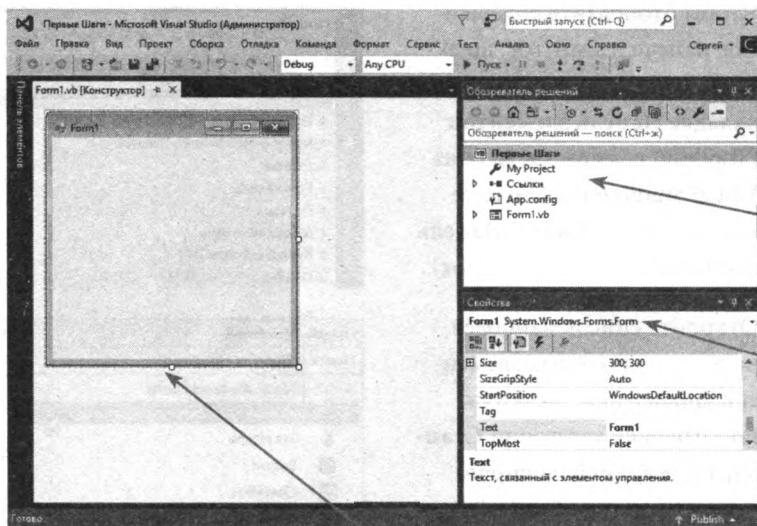 Первые Шаги - Microsoft Visual Studio (Администратор)
Быстрый запуск (Ctrl+Q)
Файл Правка Вид Проект Сборка Отладка Команда Формат Сервис Тест Анализ Окно Справка Сергей
Debug Any CPU Пуск
Панель элементов
Form1.vb [Конструктор]
Form1
Обозреватель решений
Обозреватель решений — поиск (Ctrl+ж)
Первые Шаги
My Project
Ссылки
App.config
Form1.vb
Свойства
Form1 System.Windows.Forms.Form
Size 300; 300
SizeGripStyle Auto
StartPosition WindowsDefaultLocation
Tag
Text Form1
TopMost False
Text
Текст, связанный с элементом управления.
Готово
Publish